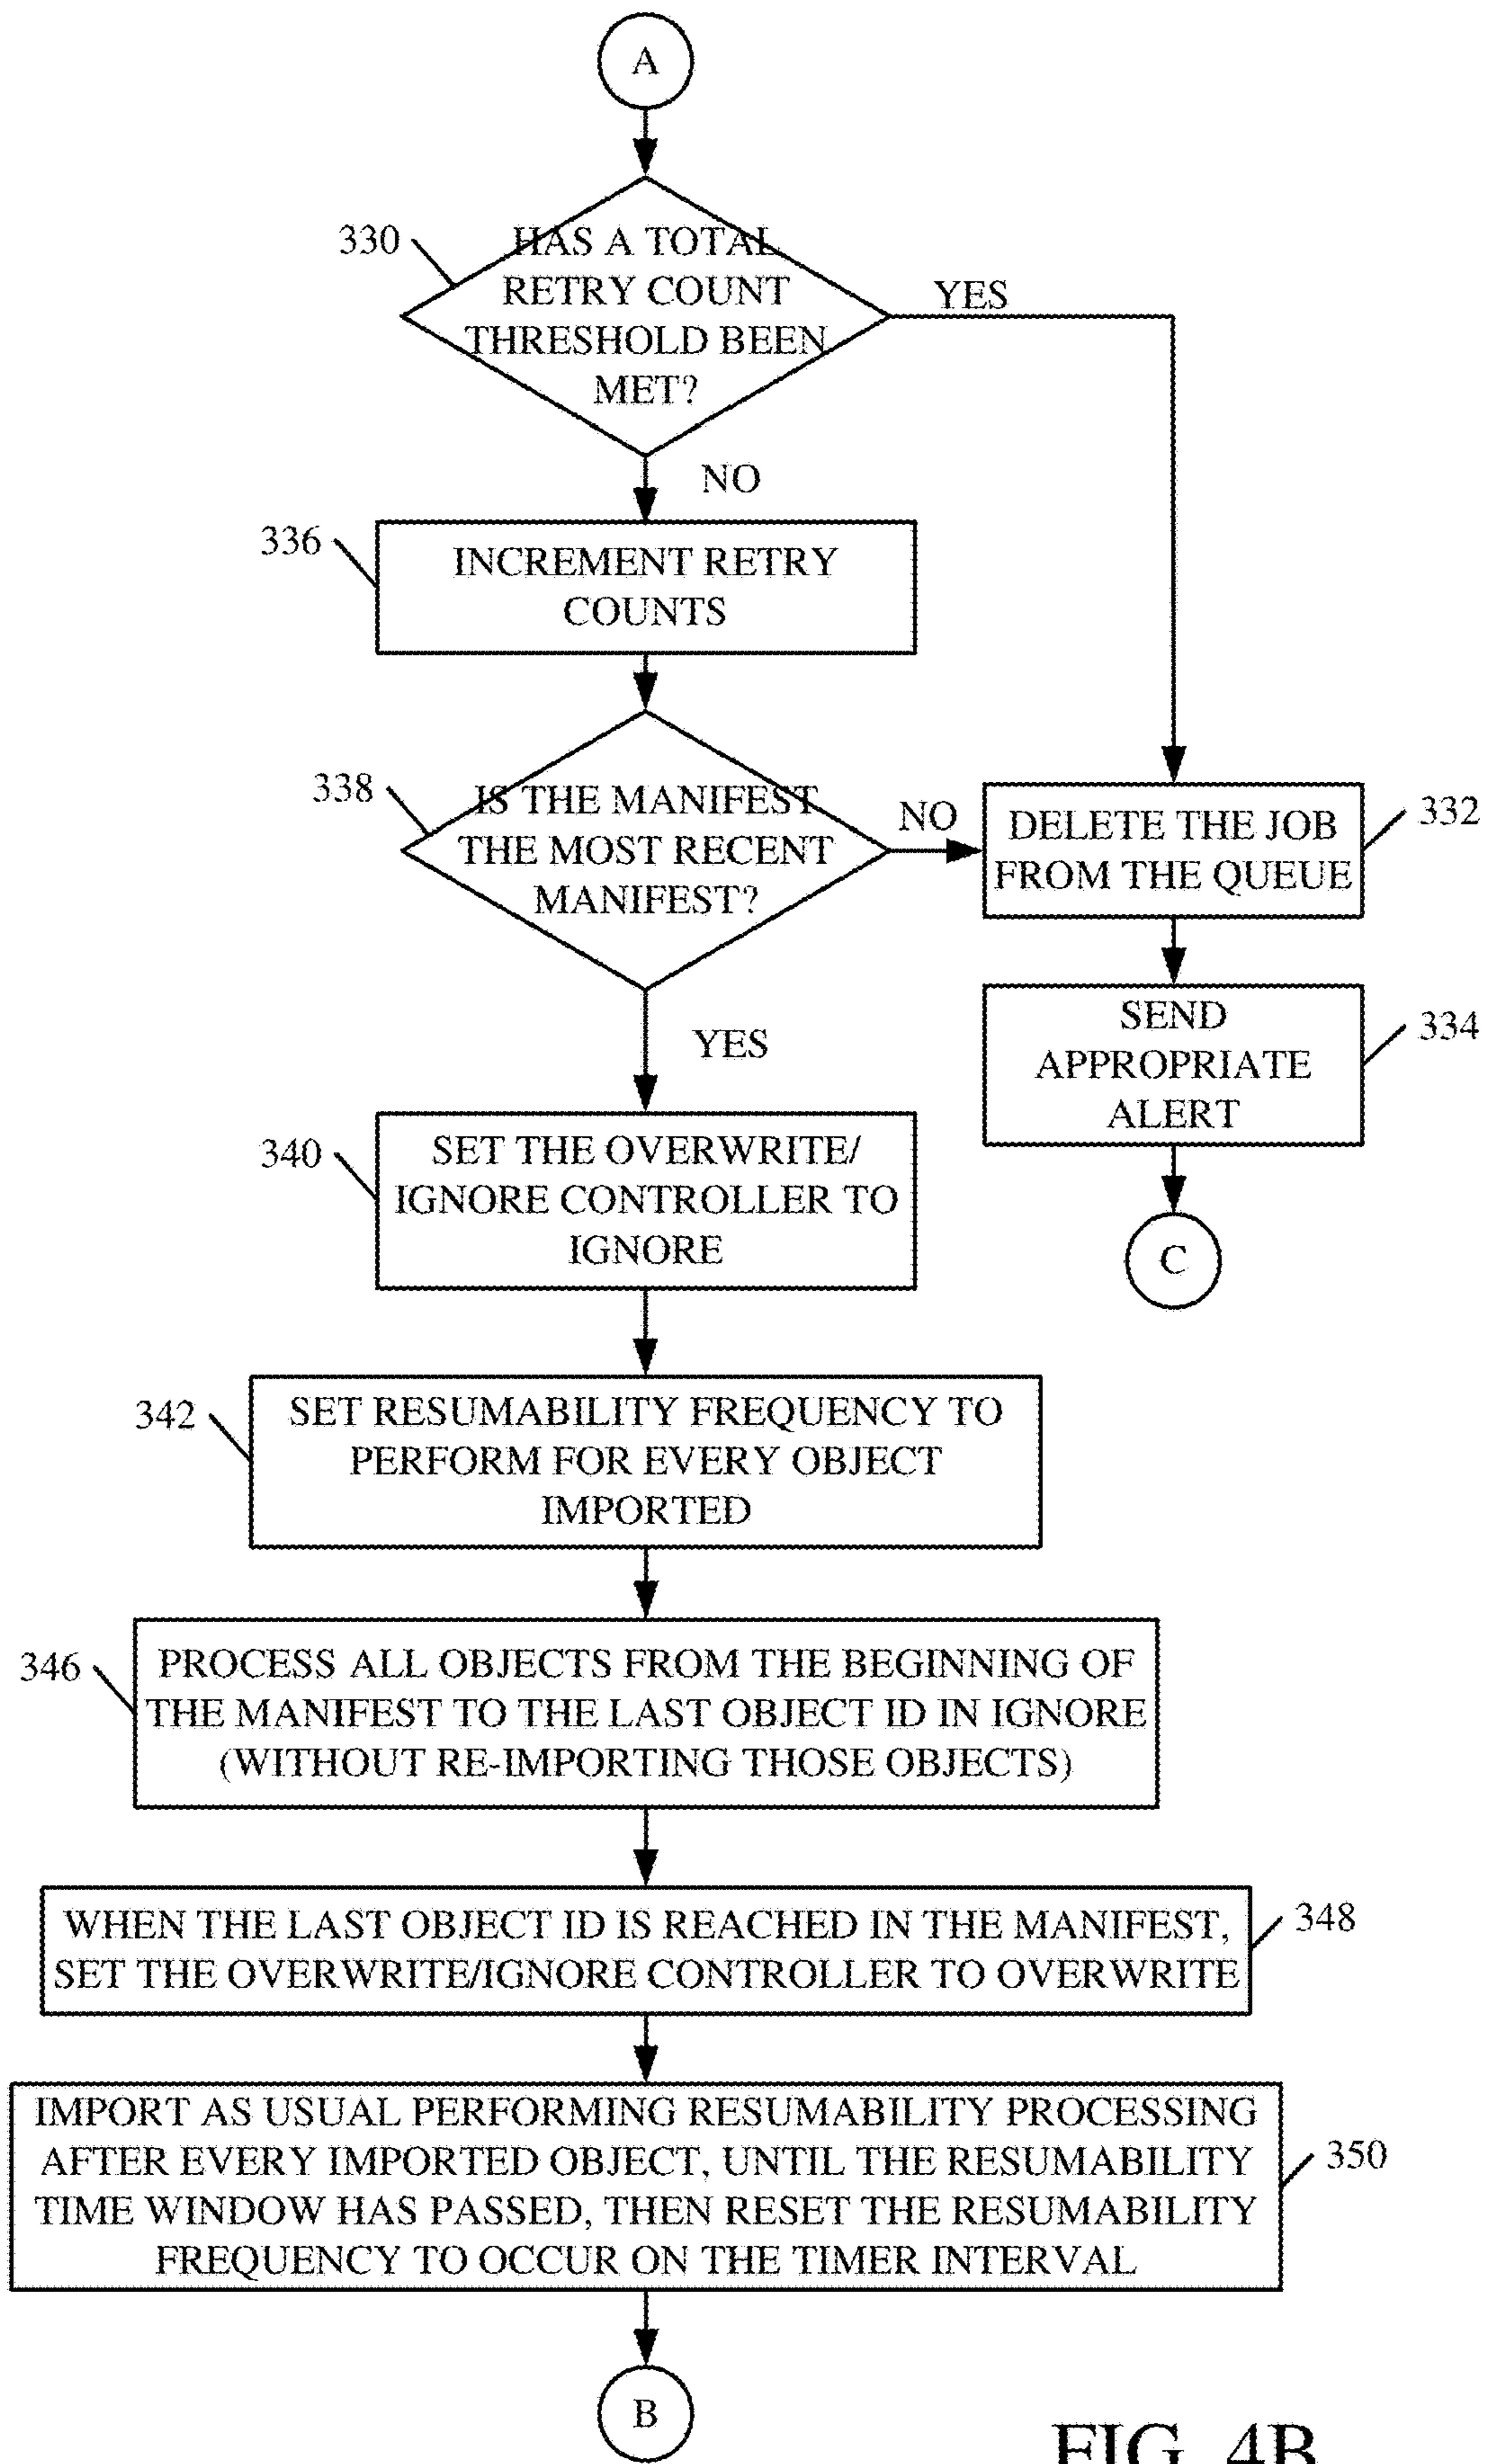 A
330
HAS A TOTAL
RETRY COUNT
THRESHOLD BEEN
MET?
YES
NO
336
INCREMENT RETRY
COUNTS
338
IS THE MANIFEST
THE MOST RECENT
MANIFEST?
NO
DELETE THE JOB
FROM THE QUEUE
332
YES
SEND
APPROPRIATE
ALERT
334
340
SET THE OVERWRITE/
IGNORE CONTROLLER TO
IGNORE
C
342
SET RESUMABILITY FREQUENCY TO
PERFORM FOR EVERY OBJECT
IMPORTED
346
PROCESS ALL OBJECTS FROM THE BEGINNING OF
THE MANIFEST TO THE LAST OBJECT ID IN IGNORE
(WITHOUT RE-IMPORTING THOSE OBJECTS)
WHEN THE LAST OBJECT ID IS REACHED IN THE MANIFEST,
SET THE OVERWRITE/IGNORE CONTROLLER TO OVERWRITE
348
IMPORT AS USUAL PERFORMING RESUMABILITY PROCESSING
AFTER EVERY IMPORTED OBJECT, UNTIL THE RESUMABILITY
TIME WINDOW HAS PASSED, THEN RESET THE RESUMABILITY
FREQUENCY TO OCCUR ON THE TIMER INTERVAL
350
B
FIG. 4B